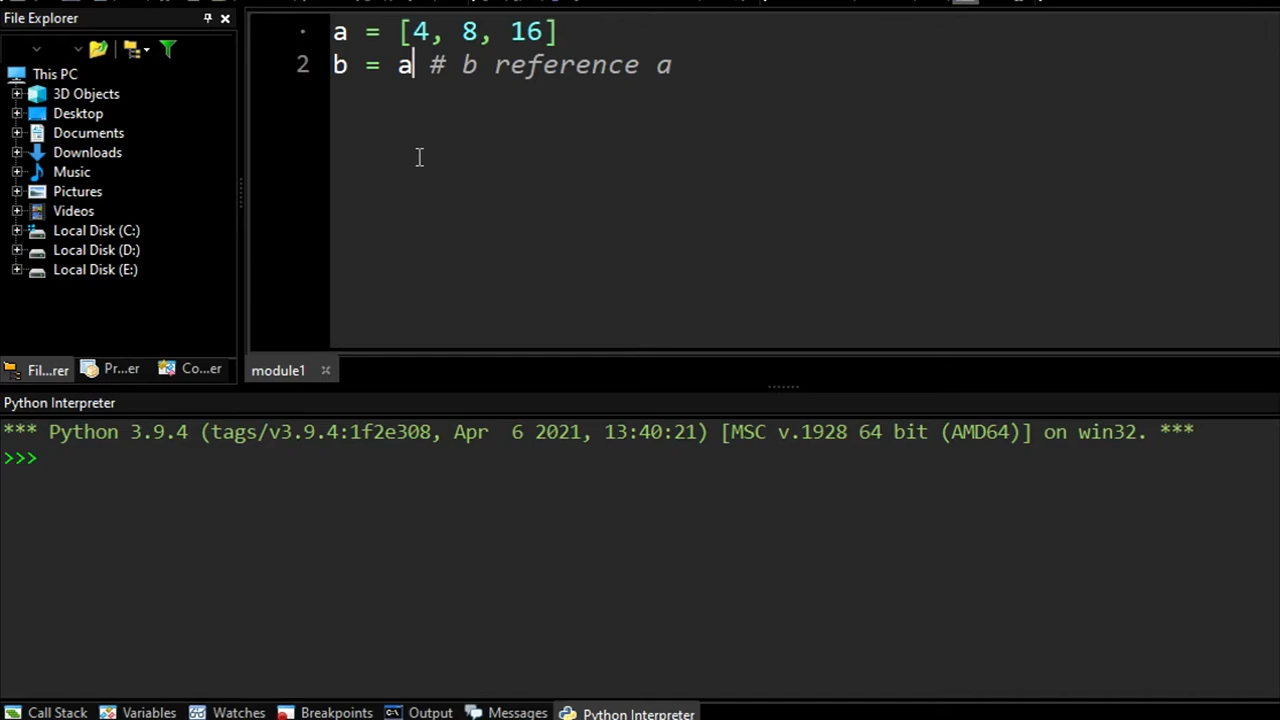 File Explorer
This PC
3D Objects
Desktop
Documents
Downloads
Music
Pictures
Videos
Local Disk (C:)
Local Disk (D:)
Local Disk (E:)
Fil...rer Pr...er Co...er
a = [4, 8, 16]
2 b = a # b reference a
module1
Python Interpreter
*** Python 3.9.4 (tags/v3.9.4:1f2e308, Apr  6 2021, 13:40:21) [MSC v.1928 64 bit (AMD64)] on win32. ***
>>>
Call Stack Variables Watches Breakpoints Output Messages Python Interpreter